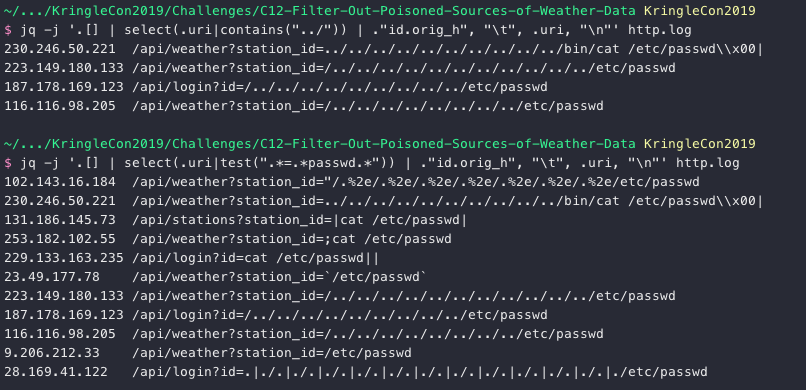 ~/.../KringleCon2019/Challenges/C12-Filter-Out-Poisoned-Sources-of-Weather-Data KringleCon2019
$ jq -j '.[] | select(.uri|contains("../")) | ."id.orig_h", "\t", .uri, "\n"' http.log
230.246.50.221 /api/weather?station_id=../../../../../../../../../../bin/cat /etc/passwd\\x00|
223.149.180.133 /api/weather?station_id=/../../../../../../../../../../etc/passwd
187.178.169.123 /api/login?id=/../../../../../../../../../etc/passwd
116.116.98.205 /api/weather?station_id=/../../../../../../../../etc/passwd
~/.../KringleCon2019/Challenges/C12-Filter-Out-Poisoned-Sources-of-Weather-Data KringleCon2019
$ jq -j '.[] | select(.uri|test(".*=.*passwd.*")) | ."id.orig_h", "\t", .uri, "\n"' http.log
102.143.16.184 /api/weather?station_id="/.%2e/.%2e/.%2e/.%2e/.%2e/.%2e/.%2e/etc/passwd
230.246.50.221 /api/weather?station_id=../../../../../../../../../../bin/cat /etc/passwd\\x00|
131.186.145.73 /api/stations?station_id=|cat /etc/passwd|
253.182.102.55 /api/weather?station_id=;cat /etc/passwd
229.133.163.235 /api/login?id=cat /etc/passwd||
23.49.177.78 /api/weather?station_id=`/etc/passwd`
223.149.180.133 /api/weather?station_id=/../../../../../../../../../../etc/passwd
187.178.169.123 /api/login?id=/../../../../../../../../../etc/passwd
116.116.98.205 /api/weather?station_id=/../../../../../../../../etc/passwd
9.206.212.33 /api/weather?station_id=/etc/passwd
28.169.41.122 /api/login?id=.|./.|./.|./.|./.|./.|./.|./.|./.|./.|./.|./.|./etc/passwd